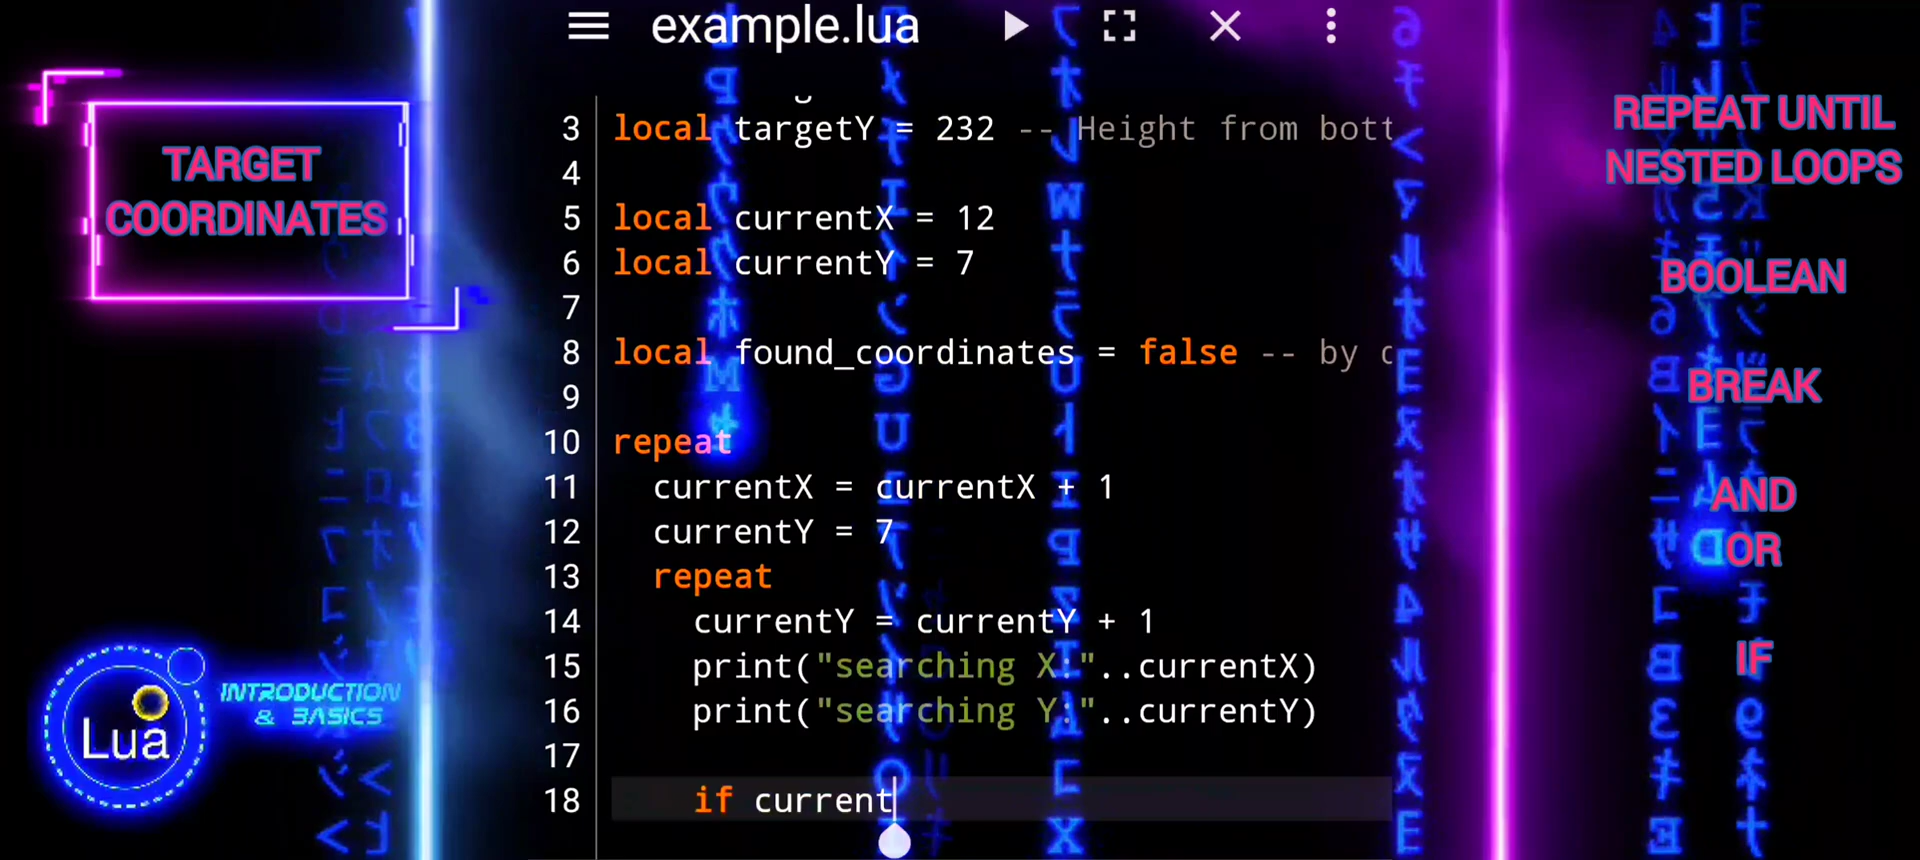 example.lua
TARGET
COORDINATES
3 local targetY = 232 -- Height from bott
4
5 local currentX = 12
6 local currentY = 7
7
8 local found_coordinates = false -- by
9
10 repeat
11 currentX = currentX + 1
12 currentY = 7
13 repeat
14 currentY = currentY + 1
15 print("searching X:"..currentX)
16 print("searching Y:"..currentY)
17
18 if current
Lua
INTRODUCTION
& BASICS
REPEAT UNTIL
NESTED LOOPS
BOOLEAN
BREAK
AND
OR
IF